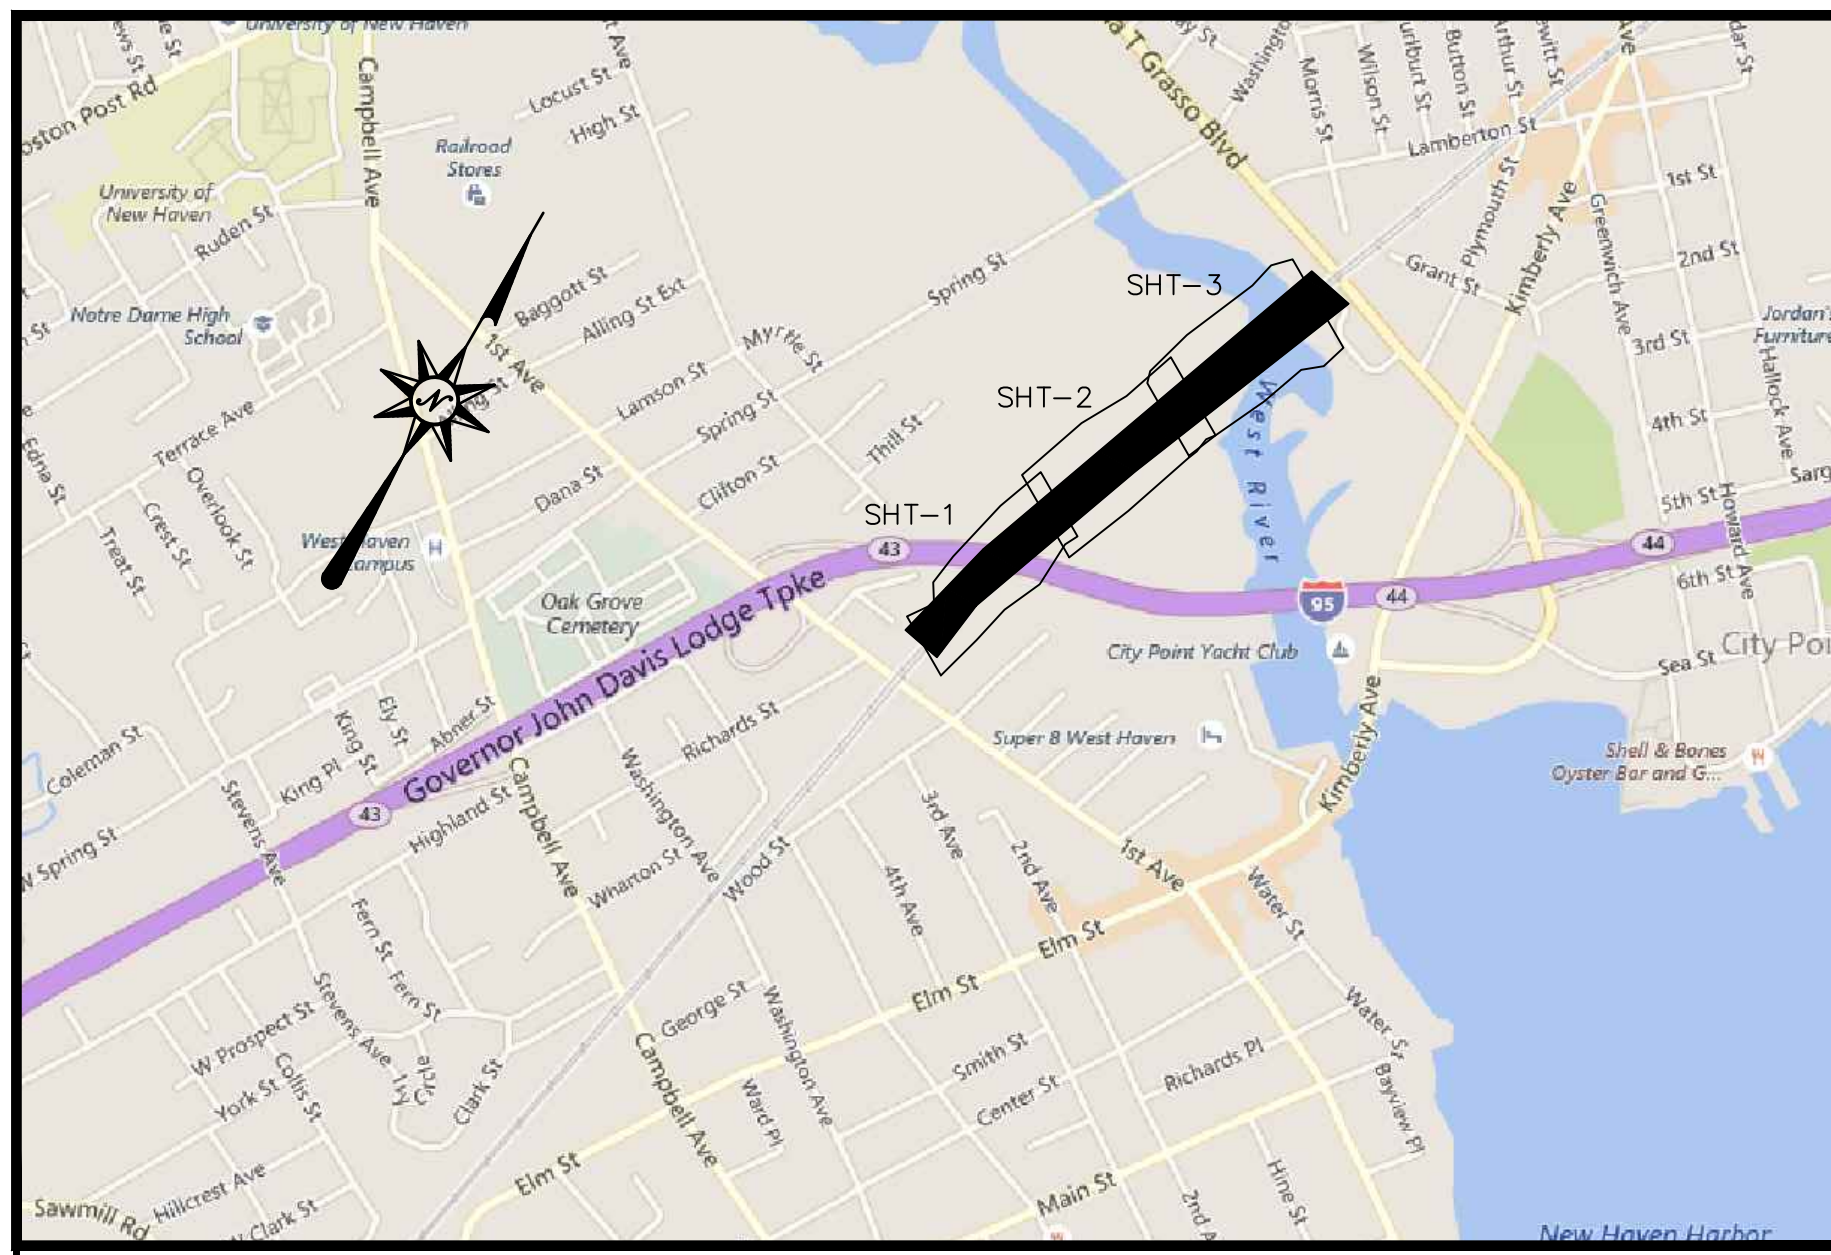 University of New Haven
Campbell Ave
Locust St
High St
Railroad
Stores
University of
New Haven
Ruden St
Notre Dame High
School
Baggott St
Alling St Ext
1st Ave
Myrtle St
Lamson St
Spring St
Spring St
Terrace Ave
Edna St
Overlook St
Crest St
Treat St
Dana St
Clifton St
Thill St
Oak Grove
Cemetery
Governor John Davis Lodge Tpke
43
43
SHT-1
SHT-2
SHT-3
West River
T Grasso Blvd
Morris St
Wilson St
Button St
Arthur St
Lamberton St
Plymouth St
Kimberly Ave
Greenwich Ave
1st St
2nd St
Grant St
3rd St
Jordan's
Furniture
Hallock Ave
4th St
5th St
Howard Ave
6th St
44
44
95
City Point Yacht Club
Sea St
Kimberly Ave
Super 8 West Haven
Shell & Bones
Oyster Bar and G...
Coleman St
King Pl
King St
Ely St
Abner St
Richards St
Stevens Ave
Highland St
W Spring St
Campbell Ave
Washington Ave
Wharton St
Wood St
3rd Ave
2nd Ave
4th Ave
1st Ave
Elm St
Elm St
Water St
Water St
Fern St
Fern St
Stevens Ave
W Prospect St
York St
Collis St
Ivy Circle
Clark St
George St
Washington Ave
Campbell Ave
Ward Pl
Smith St
Center St
Richards Pl
Bayview Pl
Hine St
Main St
Elm St
Hillcrest Ave
Clark St
Sawmill Rd
New Haven Harbor